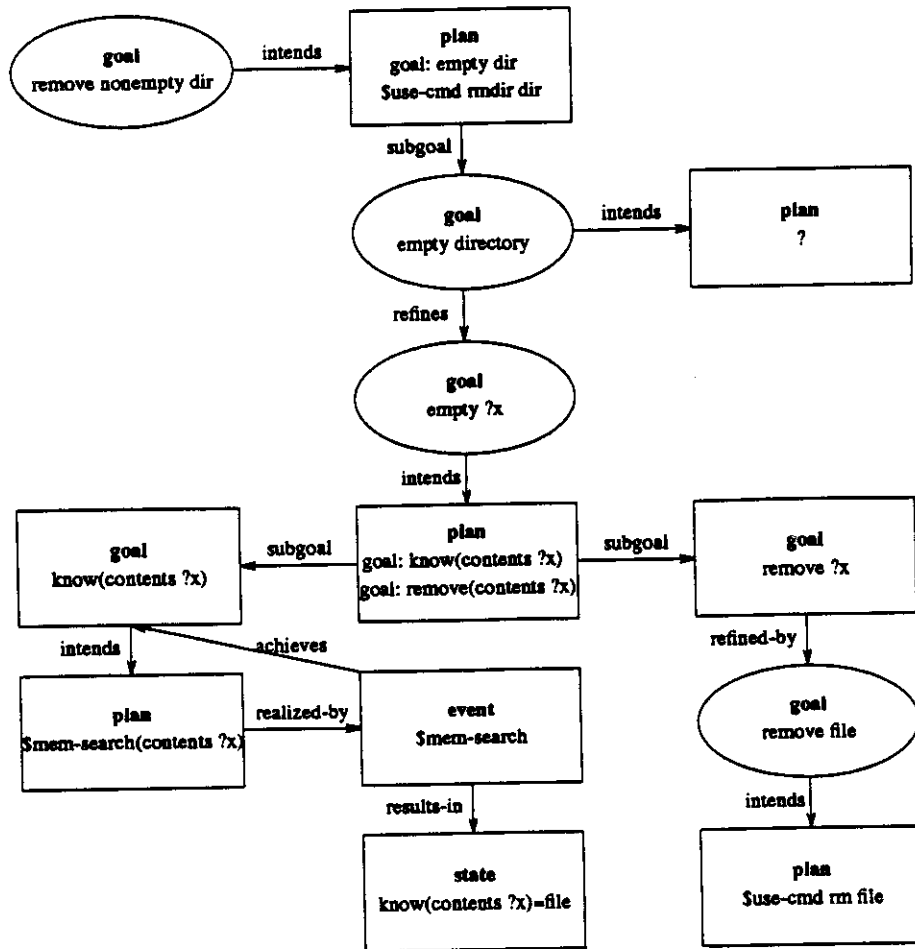 goal
remove nonempty dir
intends
plan
goal: empty dir
$use-cmd rmdir dir
subgoal
goal
empty directory
intends
plan
?
refines
goal
empty ?x
intends
goal
know(contents ?x)
subgoal
plan
goal: know(contents ?x)
goal: remove(contents ?x)
subgoal
goal
remove ?x
intends
achieves
refined-by
plan
$mem-search(contents ?x)
realized-by
event
$mem-search
goal
remove file
results-in
intends
state
know(contents ?x)=file
plan
$use-cmd rm file